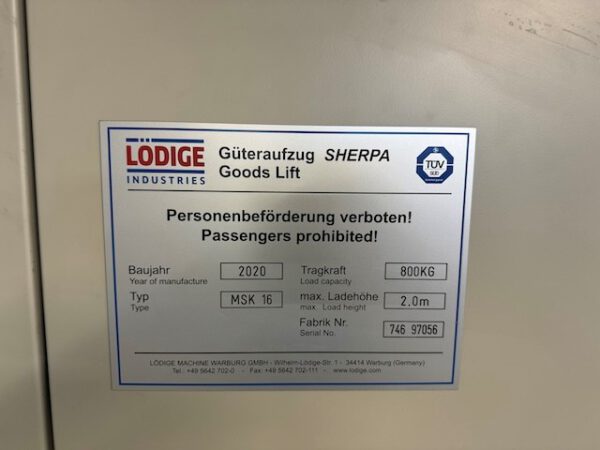 LÖDIGE
INDUSTRIES
Güteraufzug SHERPA
Goods Lift
TÜV
SÜD
Personenbeförderung verboten!
Passengers prohibited!
Baujahr 2020 Tragkraft 800KG
Year of manufacture Load capacity
Typ MSK 16 max. Ladehöhe 2.0m
Type max. Load height
Fabrik Nr. 746 97056
Serial No.
LÖDIGE MACHINE WARBURG GMBH - Wilhelm-Lödige-Str. 1 - 34414 Warburg (Germany)
Tel.: +49 5642 702-0 - Fax: +49 5642 702-111 - www.lodige.com